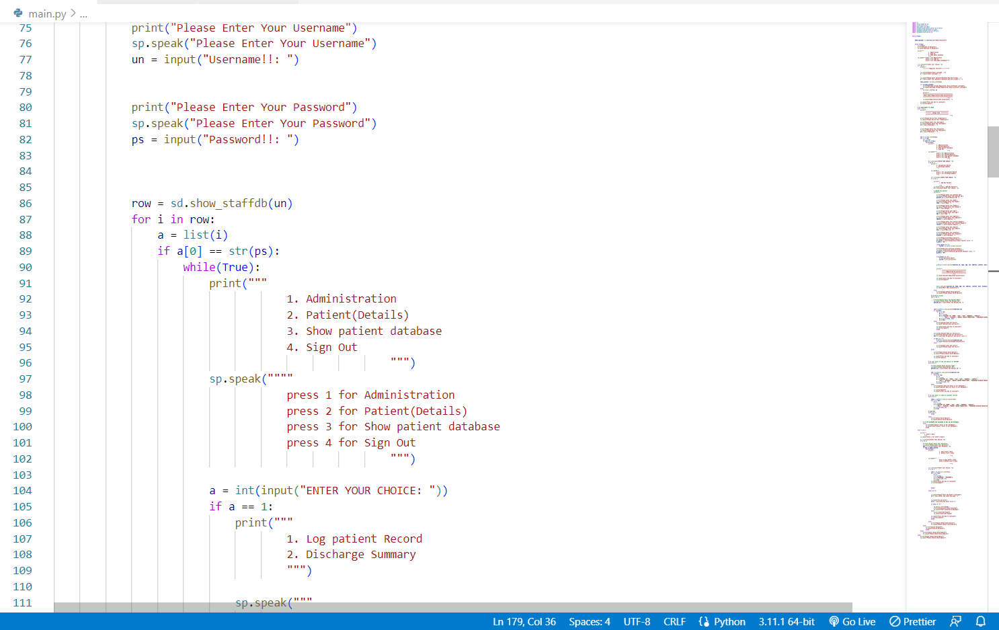 main.py > ...
75 print("Please Enter Your Username")
76 sp.speak("Please Enter Your Username")
77 un = input("Username!!: ")
78
79
80 print("Please Enter Your Password")
81 sp.speak("Please Enter Your Password")
82 ps = input("Password!!: ")
83
84
85
86 row = sd.show_staffdb(un)
87 for i in row:
88 a = list(i)
89 if a[0] == str(ps):
90 while(True):
91 print("""
92 1. Administration
93 2. Patient(Details)
94 3. Show patient database
95 4. Sign Out
96 """)
97 sp.speak(""""
98 press 1 for Administration
99 press 2 for Patient(Details)
100 press 3 for Show patient database
101 press 4 for Sign Out
102 """)
103
104 a = int(input("ENTER YOUR CHOICE: "))
105 if a == 1:
106 print("""
107 1. Log patient Record
108 2. Discharge Summary
109 """)
110
111 sp.speak("""
Ln 179, Col 36 Spaces: 4 UTF-8 CRLF Python 3.11.1 64-bit Go Live Prettier